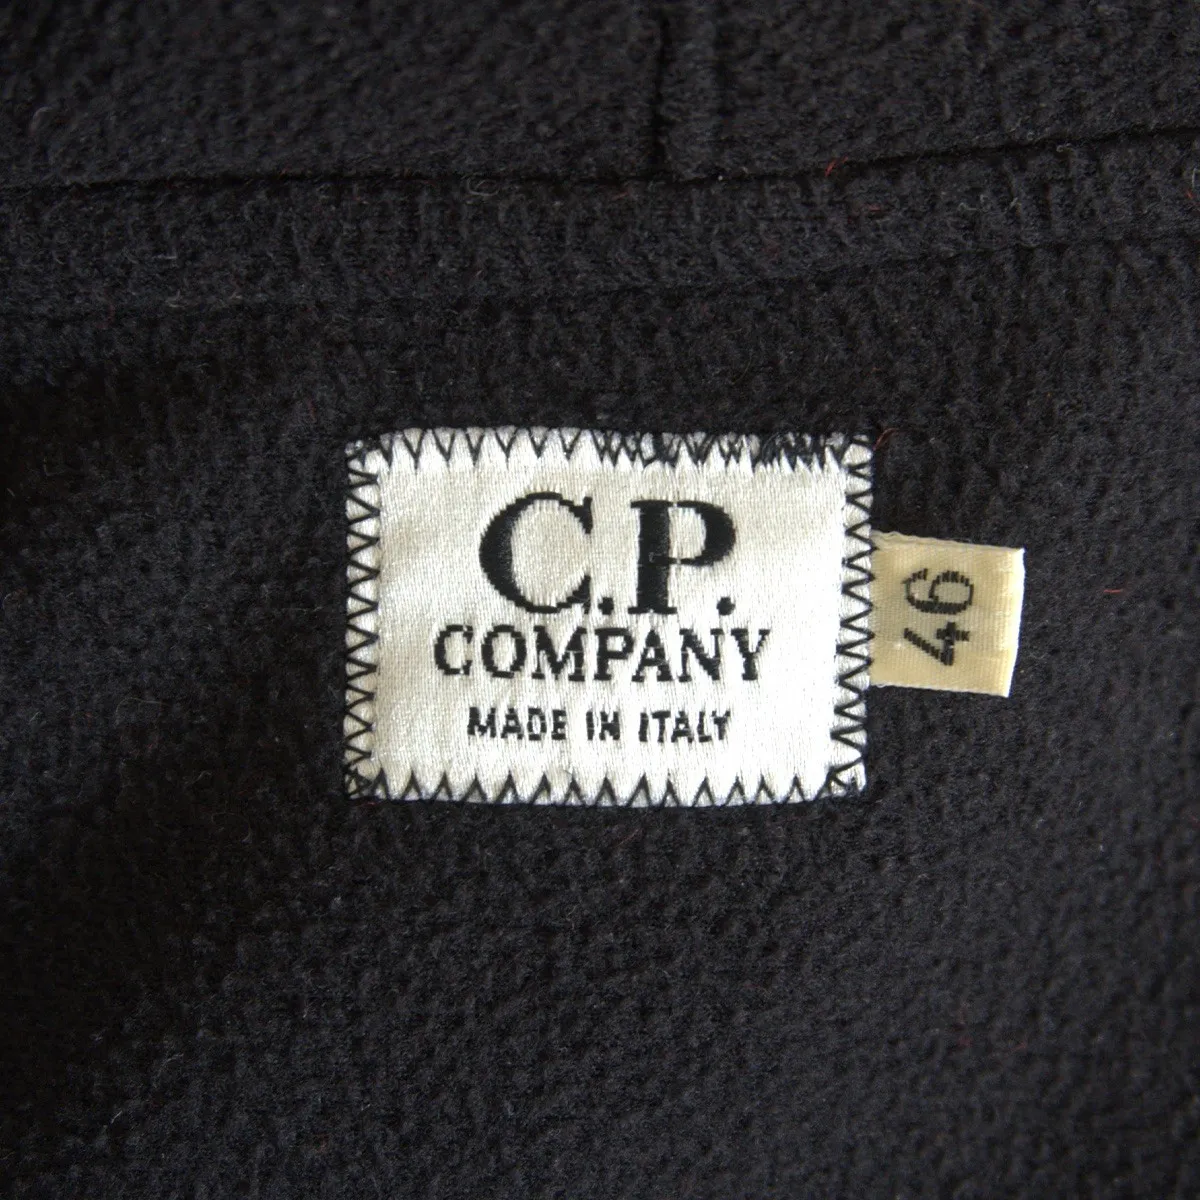 C.P.
COMPANY
MADE IN ITALY
46